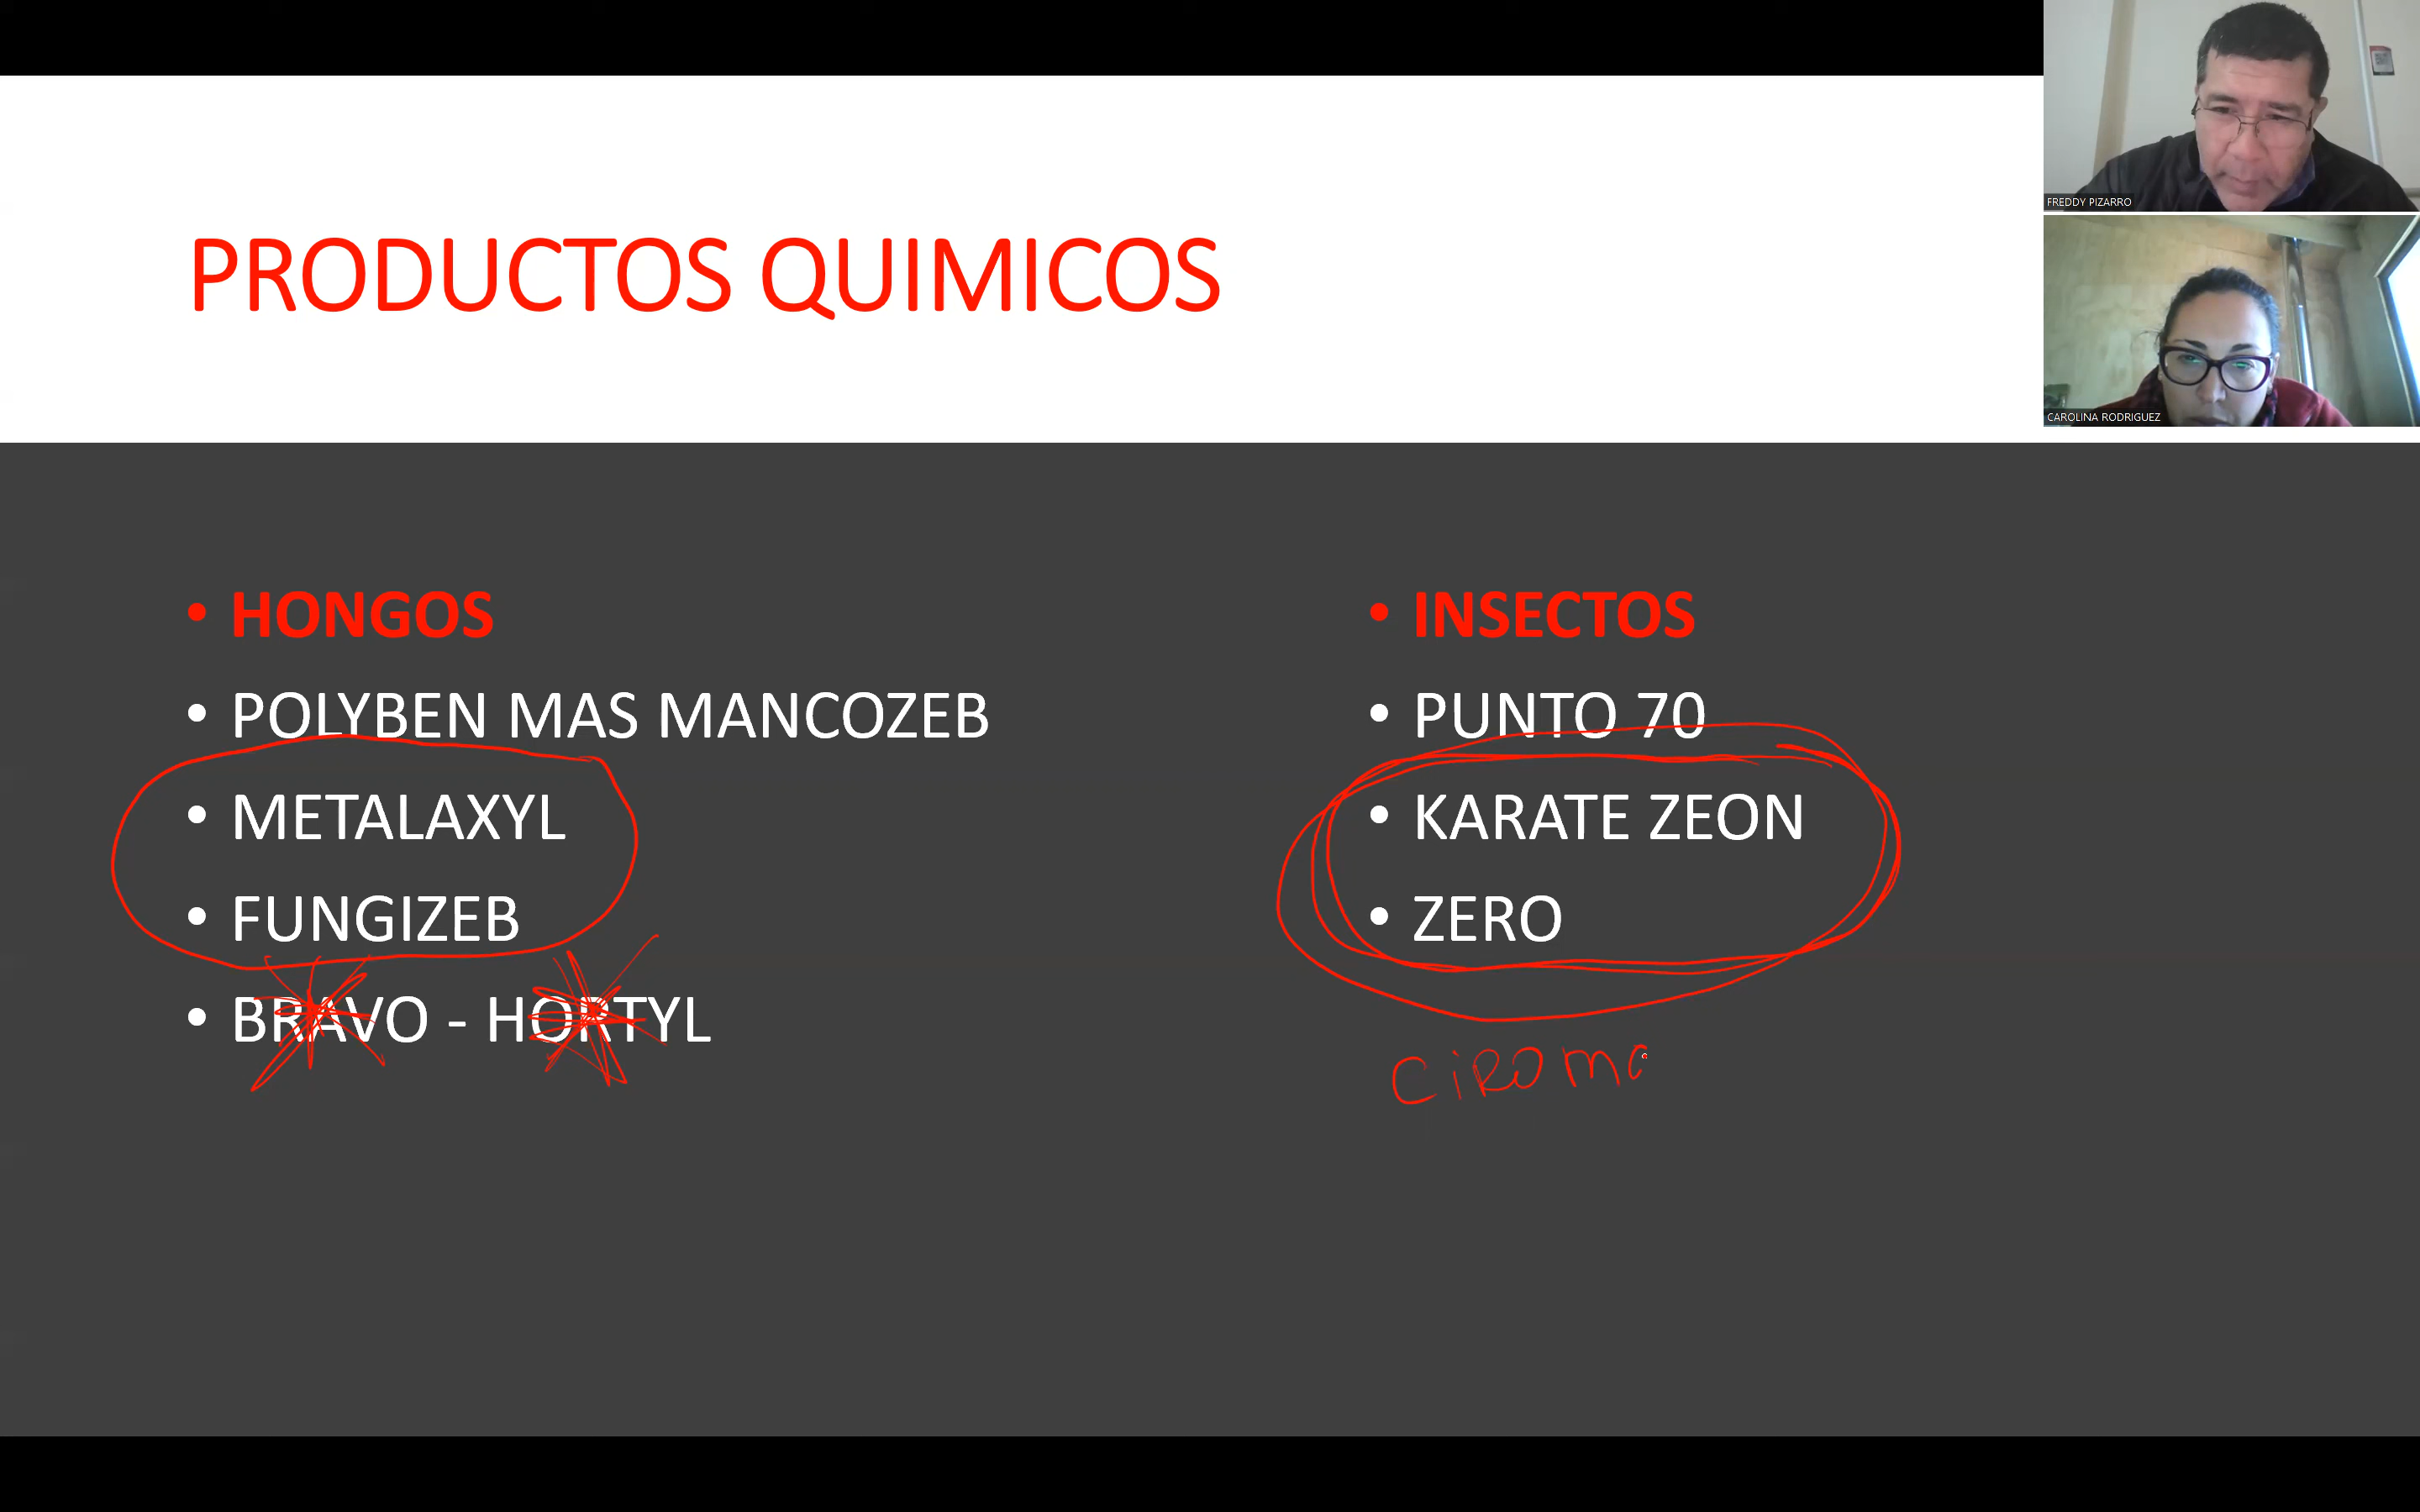 PRODUCTOS QUIMICOS
FREDDY PIZARRO
CAROLINA RODRIGUEZ
• HONGOS
• POLYBEN MAS MANCOZEB
• METALAXYL
• FUNGIZEB
• BRAVO - HORTYL
• INSECTOS
• PUNTO 70
• KARATE ZEON
• ZERO
CIROMA